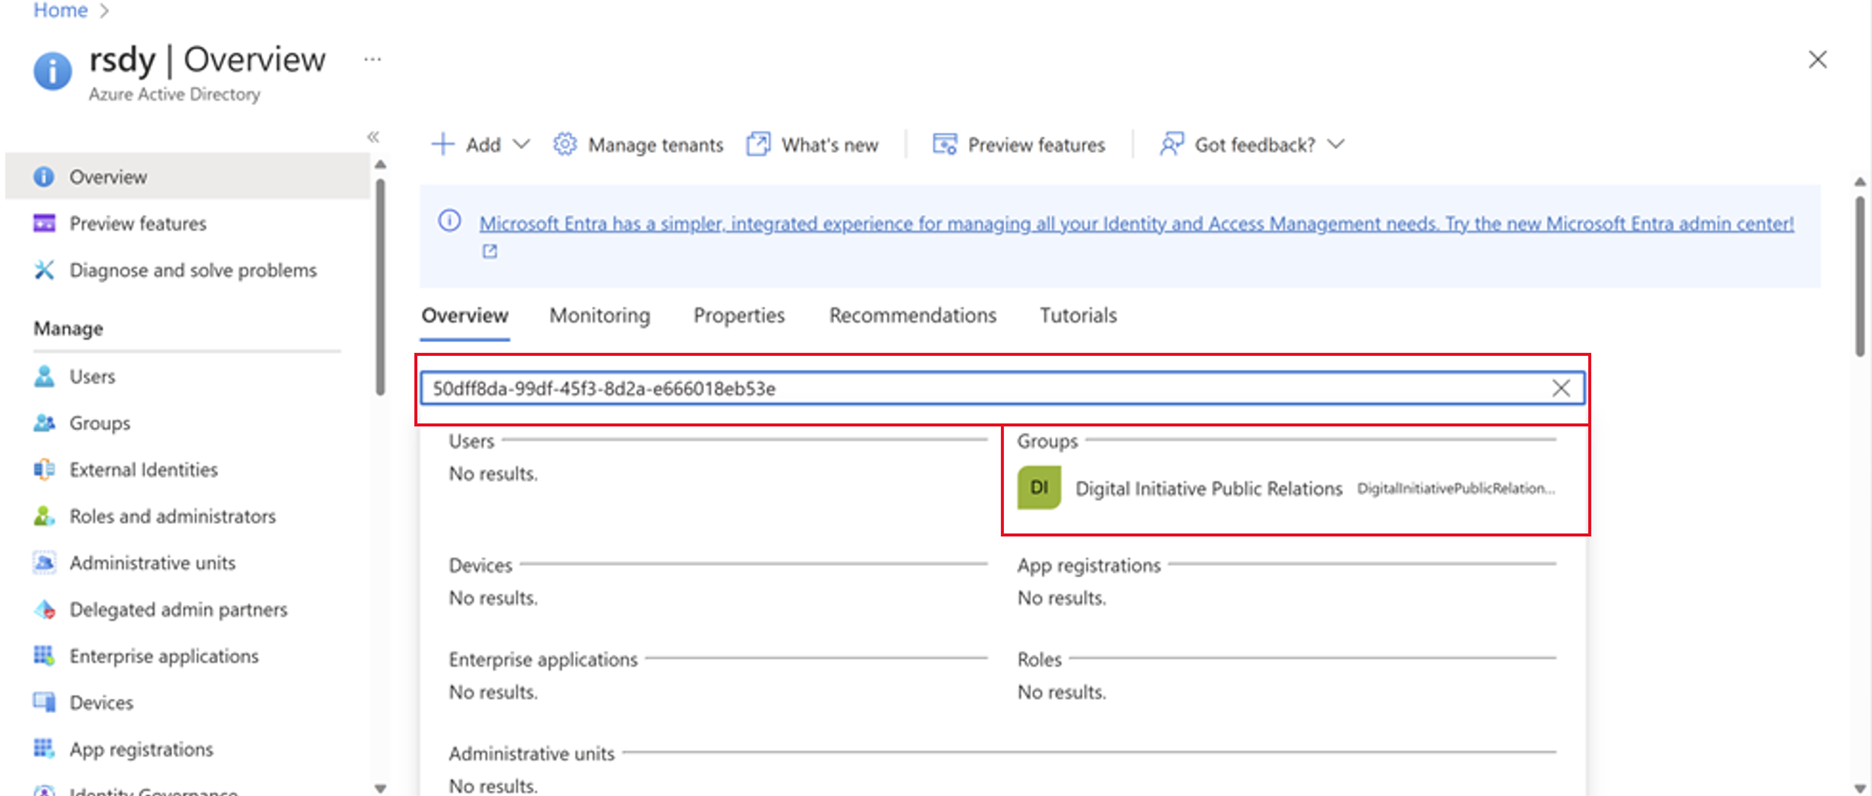 Home >
rsdy | Overview ...
Azure Active Directory
«
Overview
Preview features
Diagnose and solve problems
Manage
Users
Groups
External Identities
Roles and administrators
Administrative units
Delegated admin partners
Enterprise applications
Devices
App registrations
Identity Governance
Add
Manage tenants
What's new
Preview features
Got feedback?
Microsoft Entra has a simpler, integrated experience for managing all your Identity and Access Management needs. Try the new Microsoft Entra admin center!
Overview
Monitoring
Properties
Recommendations
Tutorials
50dff8da-99df-45f3-8d2a-e666018eb53e
Users
No results.
Groups
DI
Digital Initiative Public Relations DigitalInitiativePublicRelation...
Devices
No results.
App registrations
No results.
Enterprise applications
No results.
Roles
No results.
Administrative units
No results.